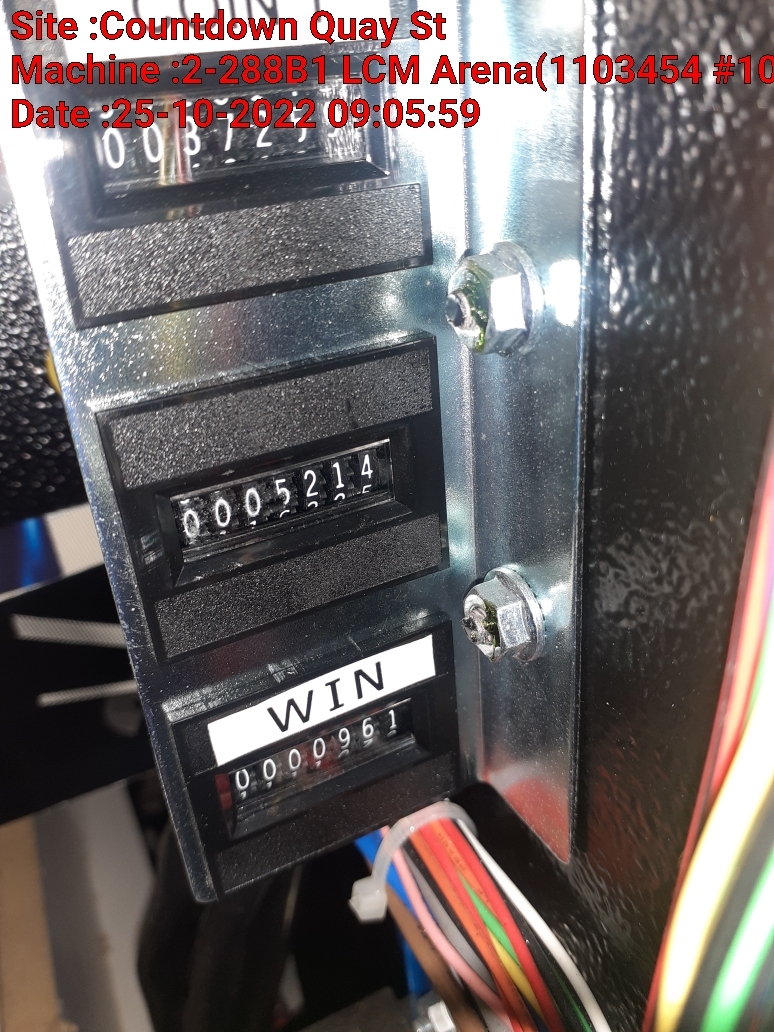 Site :Countdown Quay St
Machine :2-288B1 LCM Arena(1103454 #10
Date :25-10-2022 09:05:59
0005214
WIN
0000961